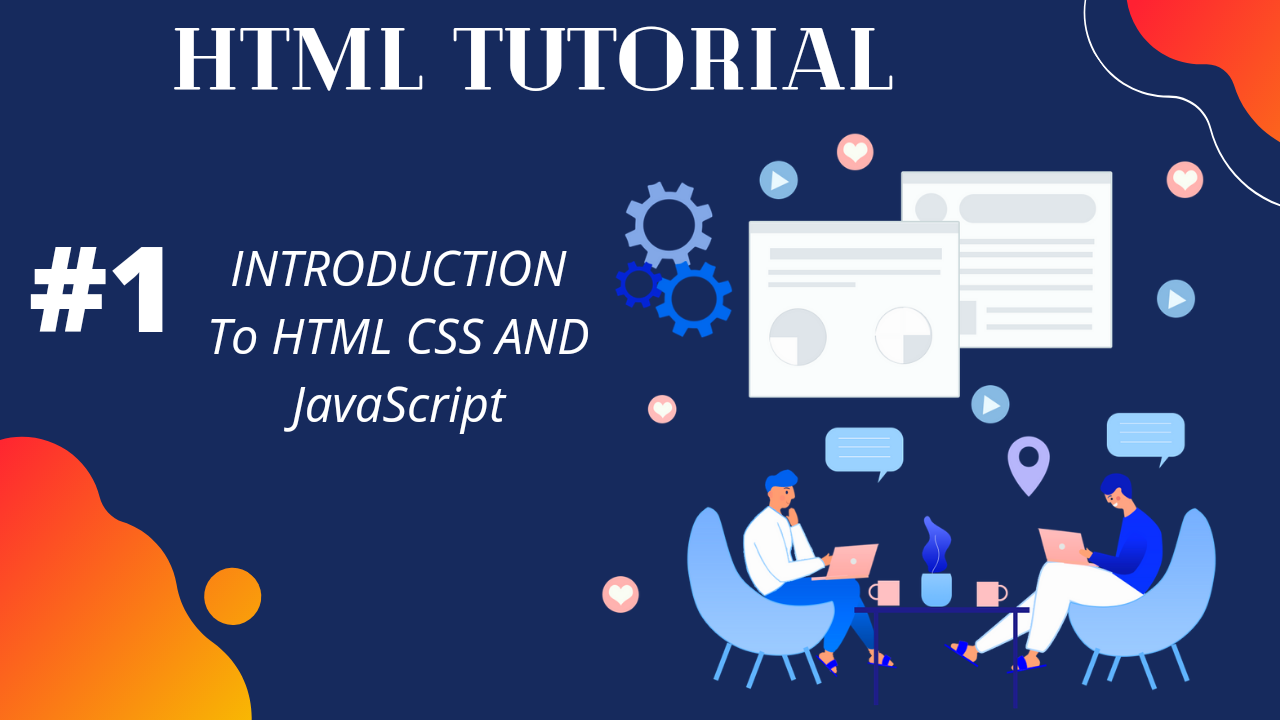 HTML TUTORIAL
#1
INTRODUCTION
To HTML CSS AND
JavaScript